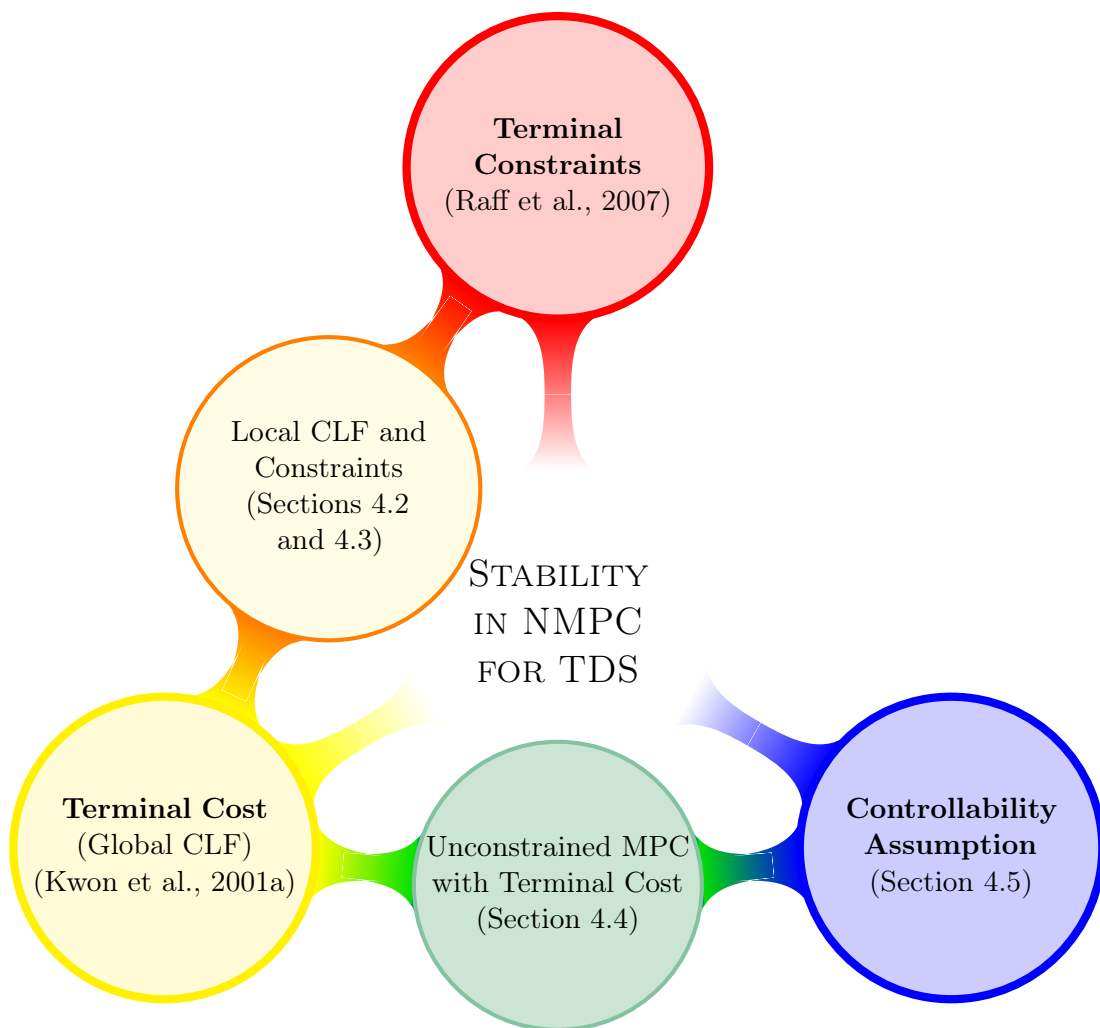 Terminal
Constraints
(Raff et al., 2007)
Local CLF and
Constraints
(Sections 4.2
and 4.3)
STABILITY
IN NMPC
FOR TDS
Terminal Cost
(Global CLF)
(Kwon et al., 2001a)
Unconstrained MPC
with Terminal Cost
(Section 4.4)
Controllability
Assumption
(Section 4.5)